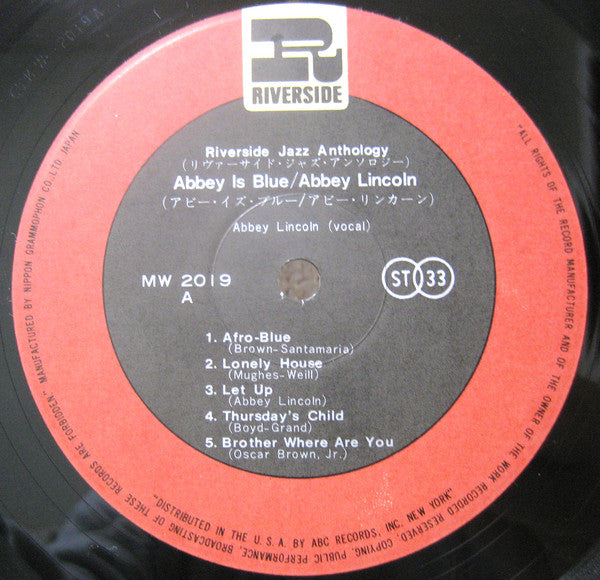 RIVERSIDE
Riverside Jazz Anthology
(リヴァーサイド・ジャズ・アンソロジー)
Abbey Is Blue/Abbey Lincoln
(アビー・イズ・ブルー/アビー・リンカーン)
Abbey Lincoln (vocal)
MW 2019
A
ST 33
1. Afro-Blue
(Brown-Santamaria)
2. Lonely House
(Mughes-Weill)
3. Let Up
(Abbey Lincoln)
4. Thursday's Child
(Boyd-Grand)
5. Brother Where Are You
(Oscar Brown, Jr.)
"DISTRIBUTED IN THE U.S.A. BY ABC RECORDS, INC. NEW YORK"
"ALL RIGHTS OF THE RECORD MANUFACTURER AND OF THE OWNER OF THE WORK RECORDED RESERVED, COPYING, PUBLIC PERFORMANCE, BROADCASTING OF THESE RECORDS ARE FORBIDDEN" MANUFACTURED BY NIPPON GRAMMOPHON CO., LTD. JAPAN